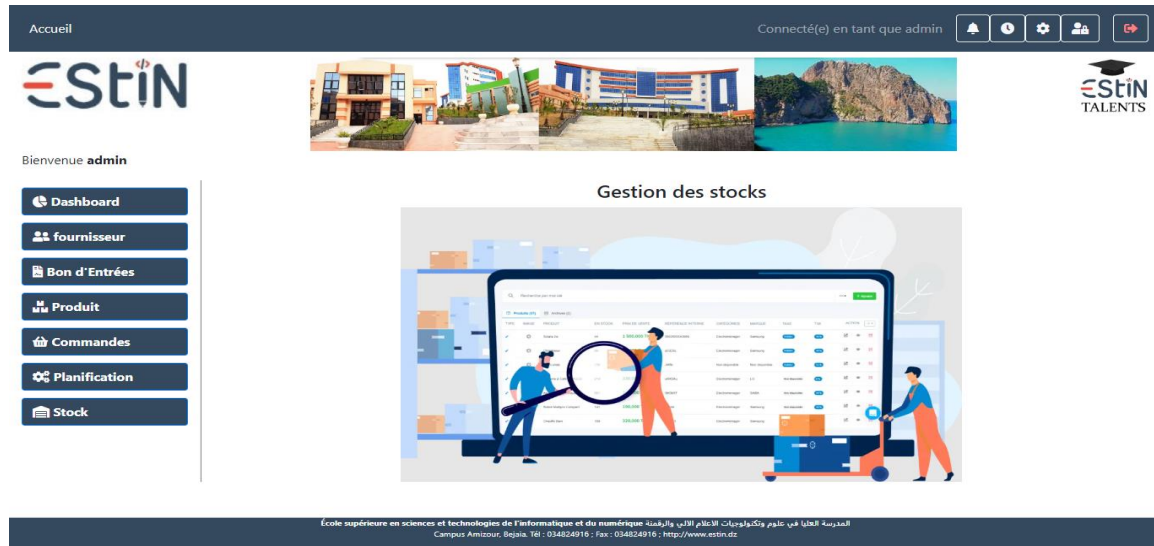 Accueil
Connecté(e) en tant que admin
EStiN
EStiN
TALENTS
Bienvenue admin
Gestion des stocks
Dashboard
fournisseur
Bon d'Entrées
Produit
Commandes
Planification
Stock
École supérieure en sciences et technologies de l'informatique et du numérique المدرسة العليا في علوم وتكنولوجيات الاعلام الالي والرقمنة
Campus Amizour, Bejaia. Tél : 034824916 ; Fax : 034824916 ; http://www.estin.dz